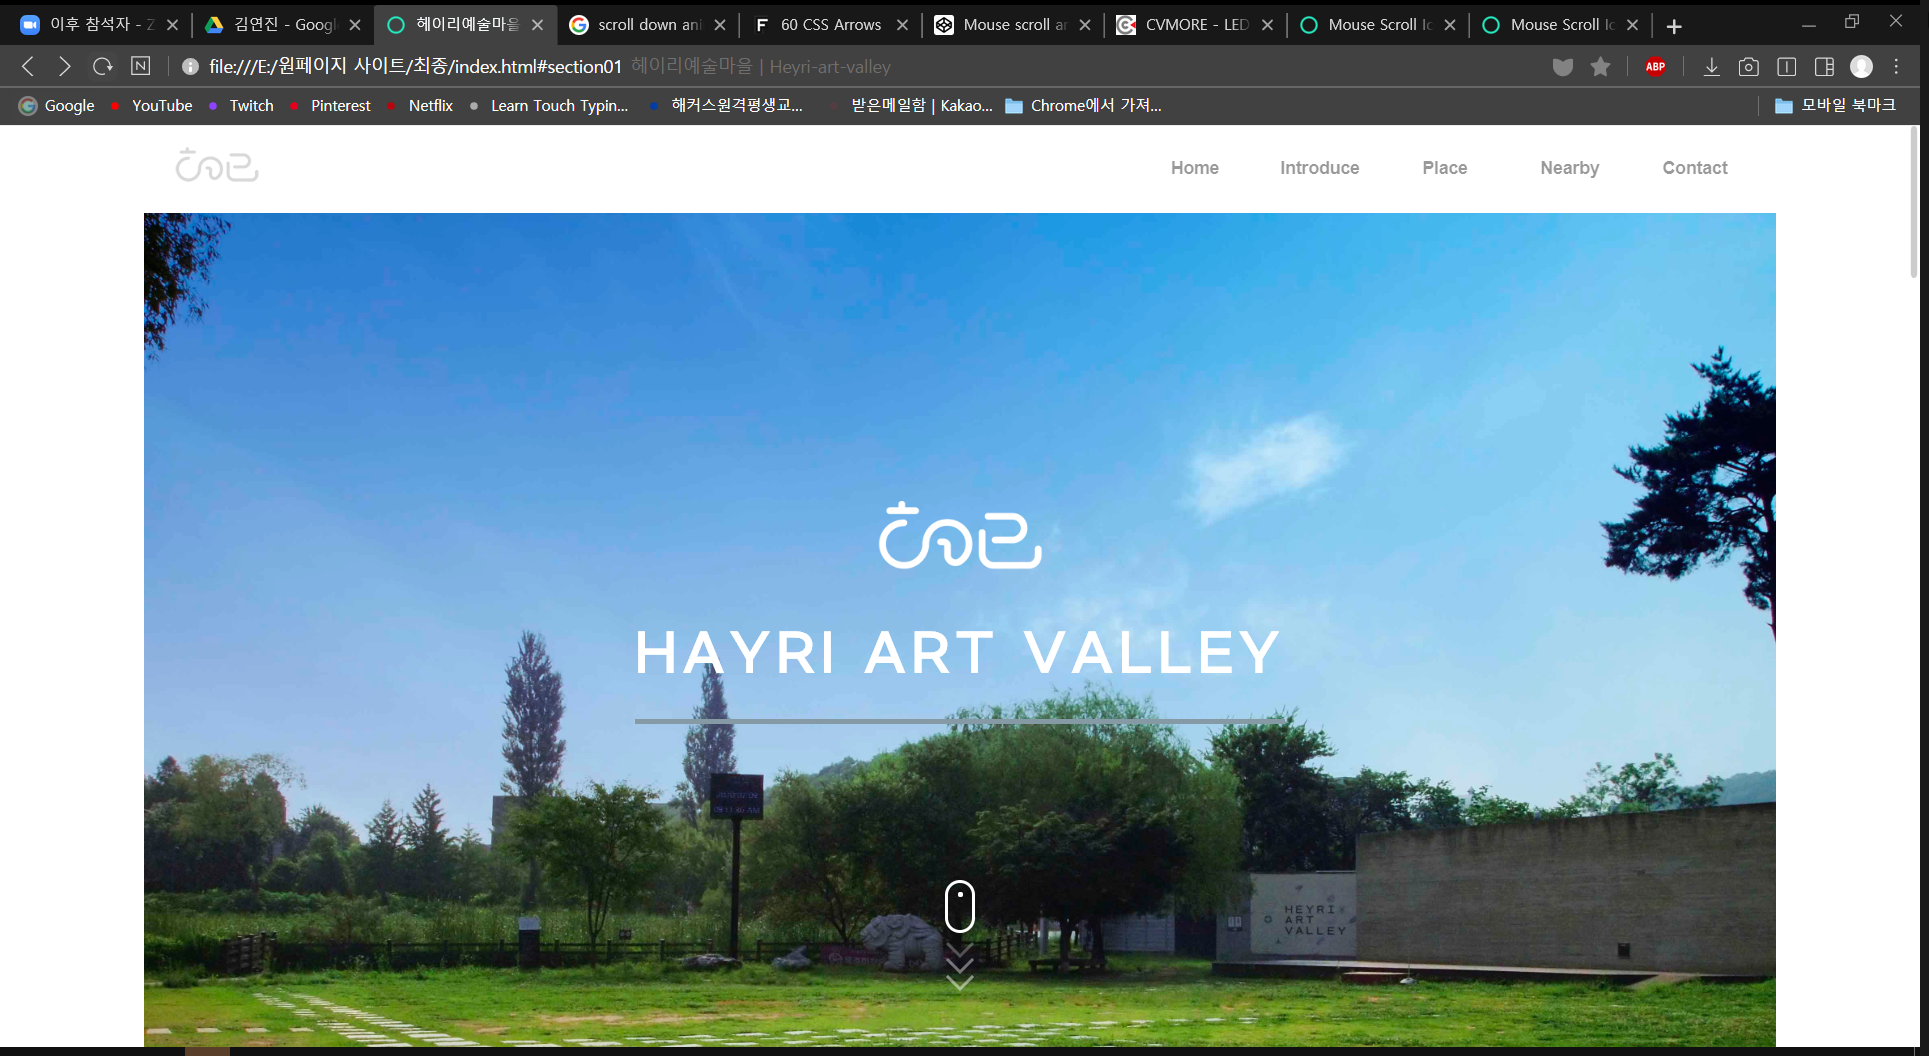 이후 참석자 - Z
김연진 - Googl
헤이리예술마을
scroll down ani
60 CSS Arrows
Mouse scroll ar
CVMORE - LED
Mouse Scroll Ic
Mouse Scroll Ic
file:///E:/원페이지 사이트/최종/index.html#section01 헤이리예술마을 | Heyri-art-valley
ABP
Google YouTube Twitch Pinterest Netflix Learn Touch Typin... 해커스원격평생교... 받은메일함 | Kakao... Chrome에서 가져... 모바일 북마크
Home Introduce Place Nearby Contact
HAYRI ART VALLEY
HEYRI
ART
VALLEY